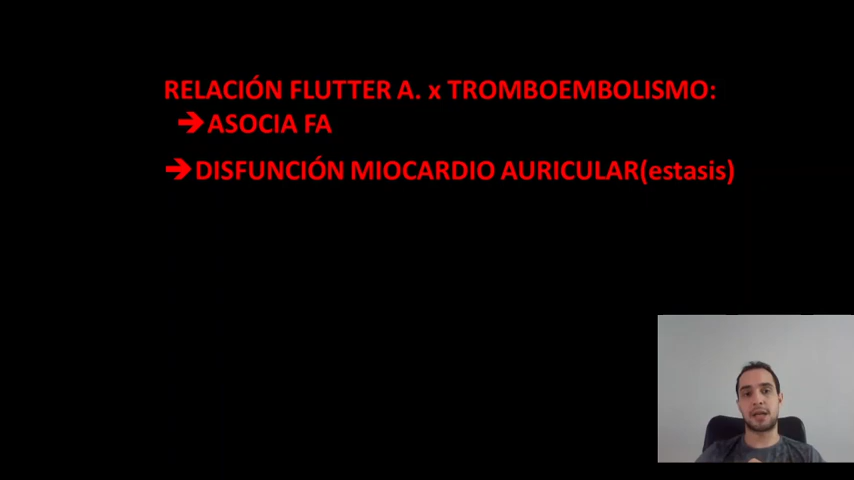 RELACIÓN FLUTTER A. x TROMBOEMBOLISMO:
➔ASOCIA FA
➔DISFUNCIÓN MIOCARDIO AURICULAR(estasis)